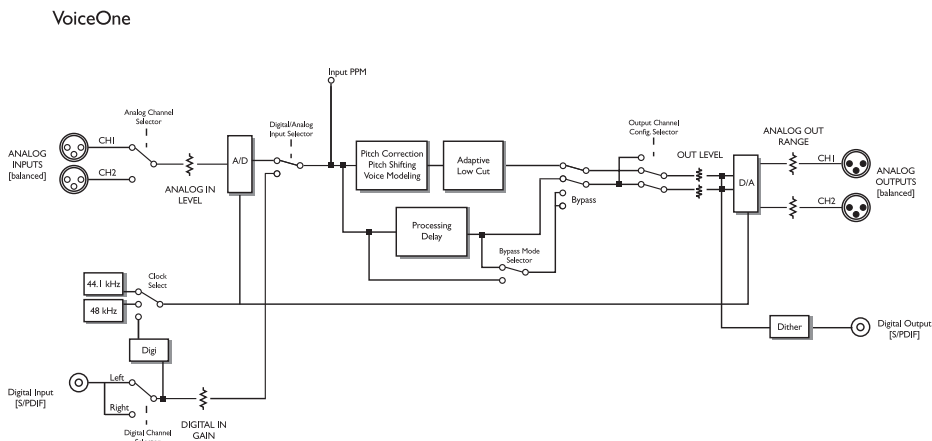 VoiceOne
Input PPM
Analog Channel
Selector
Digital/Analog
Input Selector
Output Channel
Config. Selector
ANALOG OUT
RANGE
CH1
CH2
ANALOG
INPUTS
[balanced]
A/D
ANALOG IN
LEVEL
Pitch Correction
Pitch Shifting
Voice Modeling
Adaptive
Low Cut
OUT LEVEL
D/A
CH1
CH2
ANALOG
OUTPUTS
[balanced]
Bypass
Processing
Delay
Bypass Mode
Selector
44.1 kHz
48 kHz
Clock
Select
Digi
Dither
Digital Output
[S/PDIF]
Digital Input
[S/PDIF]
Left
Right
DIGITAL IN
GAIN
Digital Channel
Selector